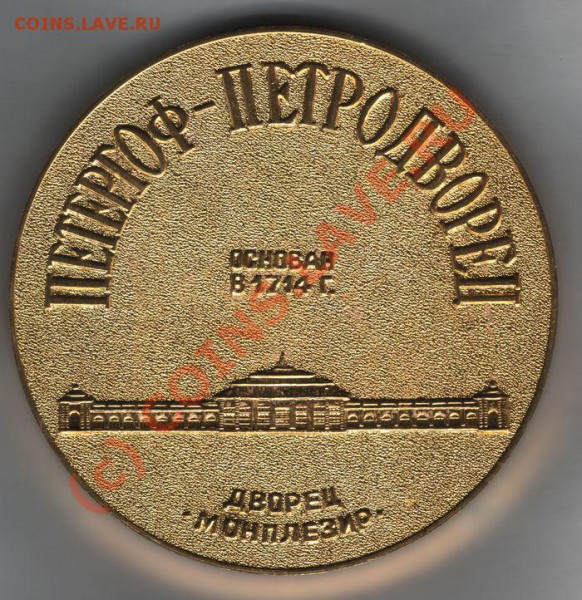 COINS.LAVE.RU
ПЕТЕРГОФ-ПЕТРОДВОРЕЦ
ОСНОВАН
В 1714 Г.
ДВОРЕЦ
"МОНПЛЕЗИР"
(c) COINS.LAVE.RU